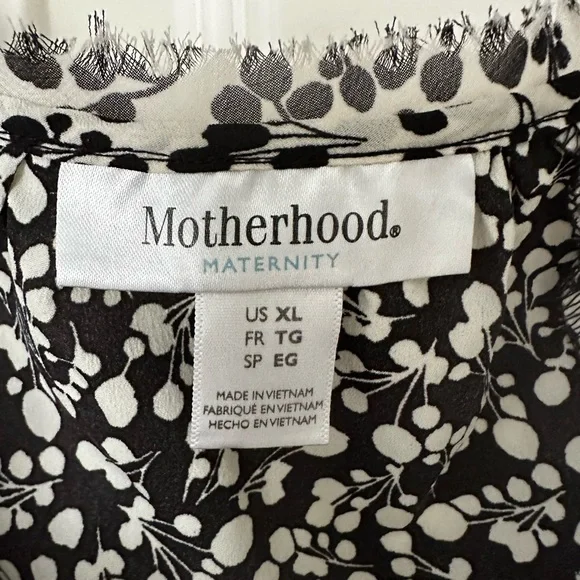 Motherhood®
MATERNITY
US XL
FR TG
SP EG
MADE IN VIETNAM
FABRIQUÉ EN VIETNAM
HECHO EN VIETNAM